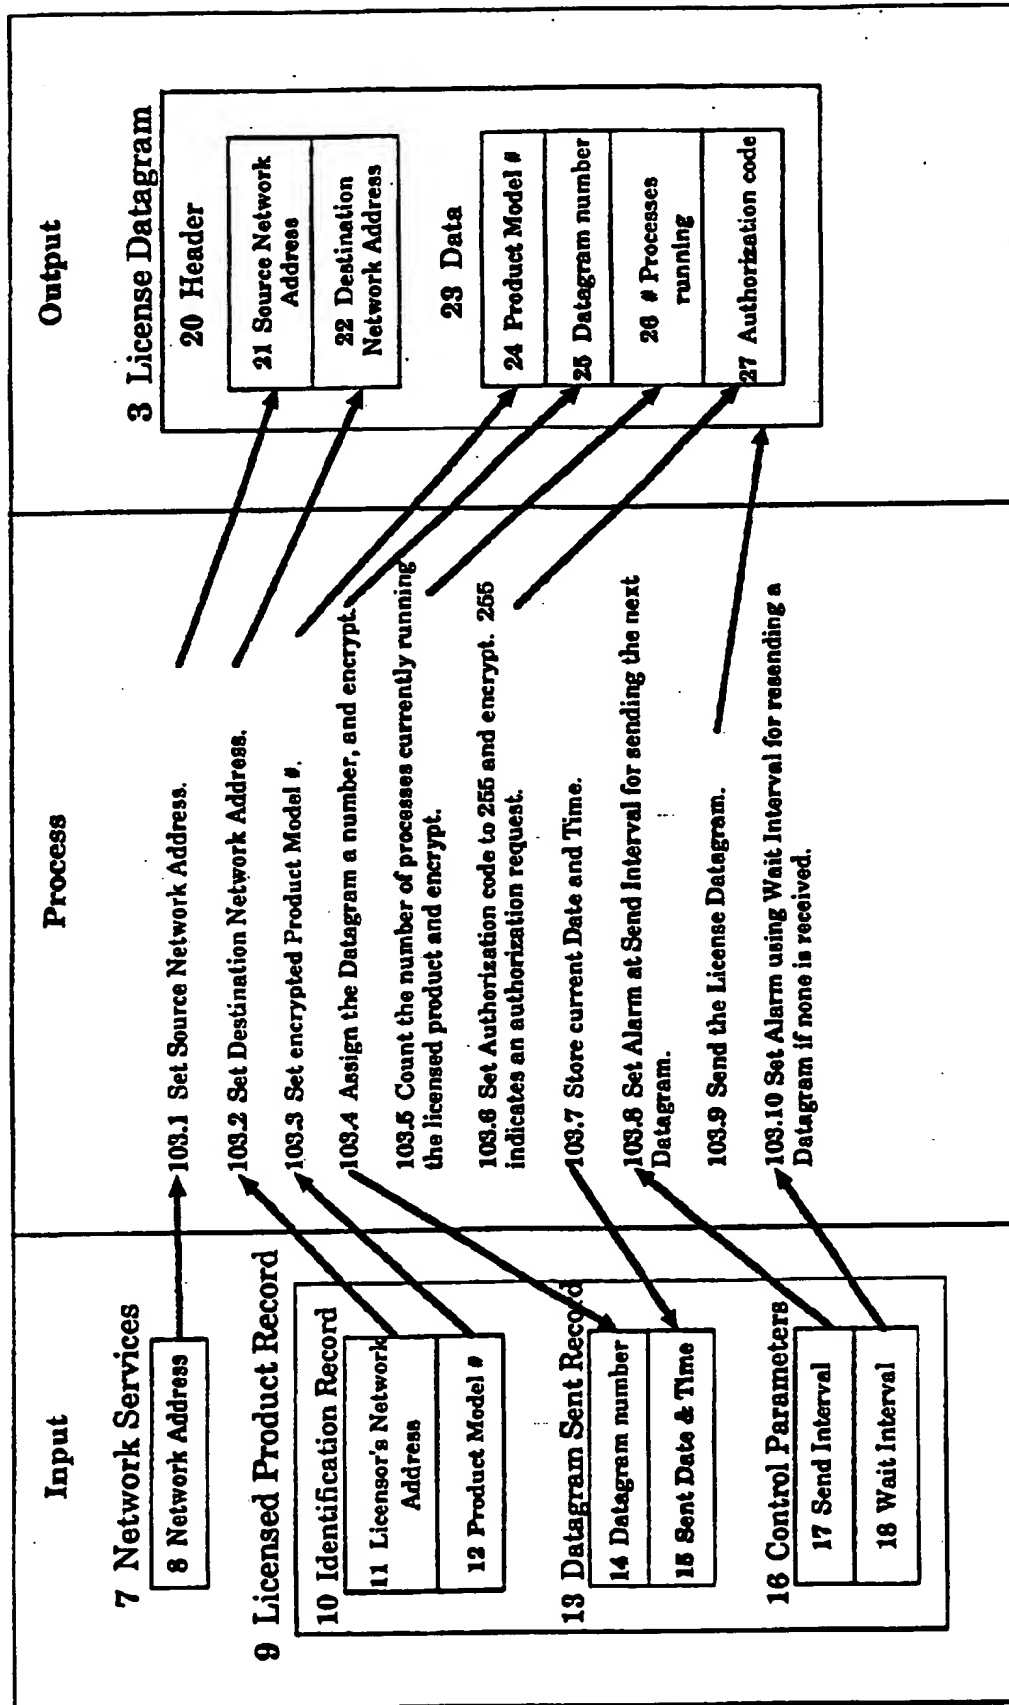 Input
7 Network Services
8 Network Address
9 Licensed Product Record
10 Identification Record
11 Licensor's Network
Address
12 Product Model #
13 Datagram Sent Record
14 Datagram number
15 Sent Date & Time
16 Control Parameters
17 Send Interval
18 Wait Interval
Process
103.1 Set Source Network Address.
103.2 Set Destination Network Address.
103.3 Set encrypted Product Model #.
103.4 Assign the Datagram a number, and encrypt.
103.5 Count the number of processes currently running
the licensed product and encrypt.
103.6 Set Authorization code to 255 and encrypt. 255
indicates an authorization request.
103.7 Store current Date and Time.
103.8 Set Alarm at Send Interval for sending the next
Datagram.
103.9 Send the License Datagram.
103.10 Set Alarm using Wait Interval for resending a
Datagram if none is received.
Output
3 License Datagram
20 Header
21 Source Network
Address
22 Destination
Network Address
23 Data
24 Product Model #
25 Datagram number
26 # Processes
running
27 Authorization code